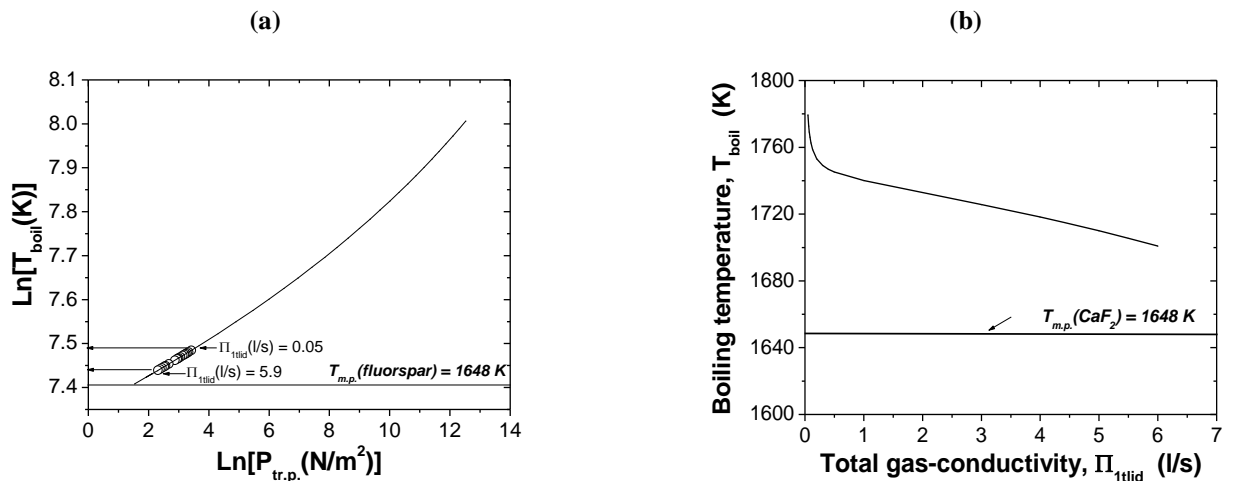 (a)
8.1
8.0
7.9
7.8
7.7
7.6
7.5
7.4
Ln[T_boil(K)]
Π_1tlid(l/s) = 0.05
Π_1tlid(l/s) = 5.9
T_m.p.(fluorspar) = 1648 K
0 2 4 6 8 10 12 14
Ln[P_tr.p.(N/m²)]
(b)
1800
1760
1720
1680
1640
1600
Boiling temperature, T_boil (K)
T_m.p.(CaF₂) = 1648 K
0 1 2 3 4 5 6 7
Total gas-conductivity, Π_1tlid (l/s)